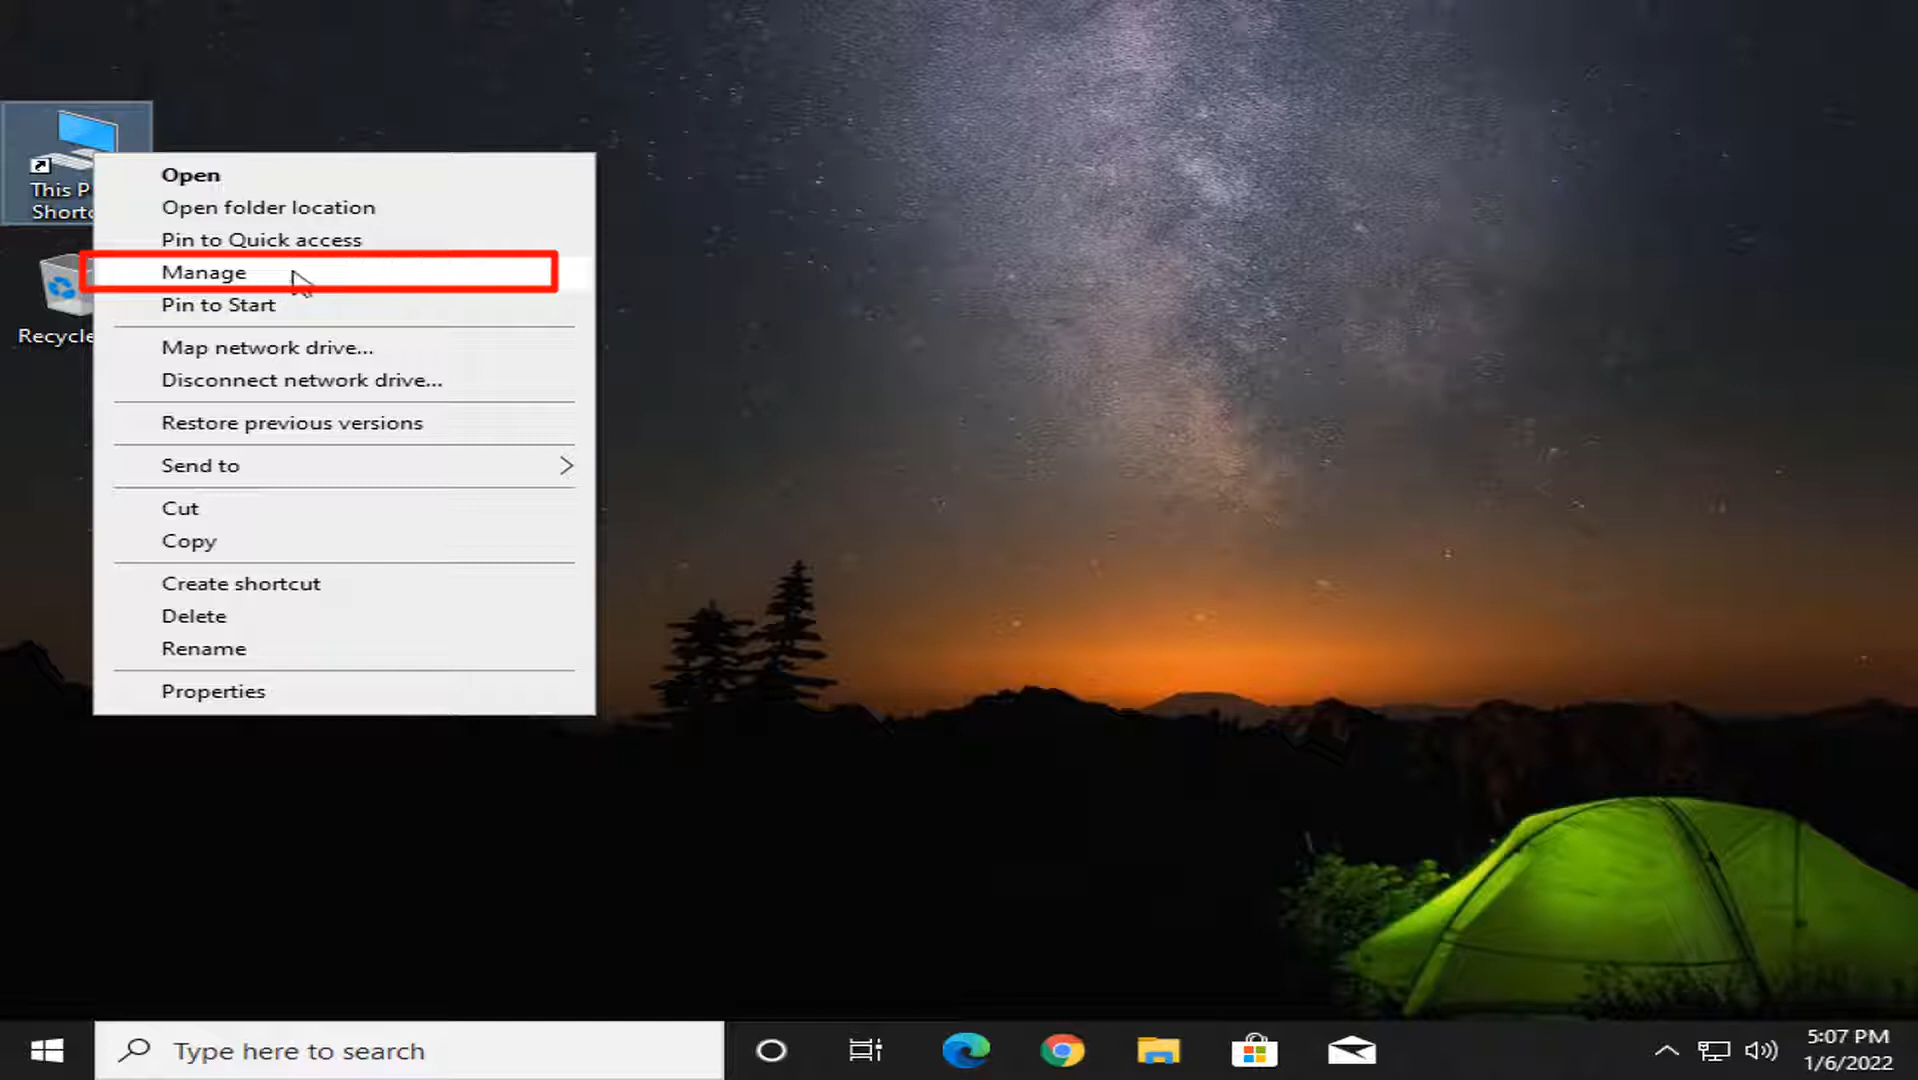 This P
Shortc
Recycle
Open
Open folder location
Pin to Quick access
Manage
Pin to Start
Map network drive...
Disconnect network drive...
Restore previous versions
Send to
Cut
Copy
Create shortcut
Delete
Rename
Properties
Type here to search
5:07 PM
1/6/2022